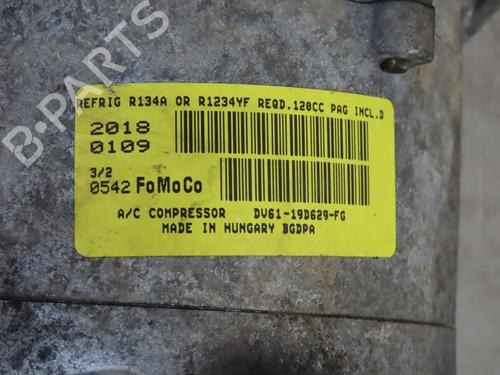 REFRIG R134A OR R1234YF REQD.120CC PAG INCL.D
2018
0109
3/2
0542 FoMoCo
A/C COMPRESSOR DV61-19D629-FG
MADE IN HUNGARY BGDPA
B-PARTS